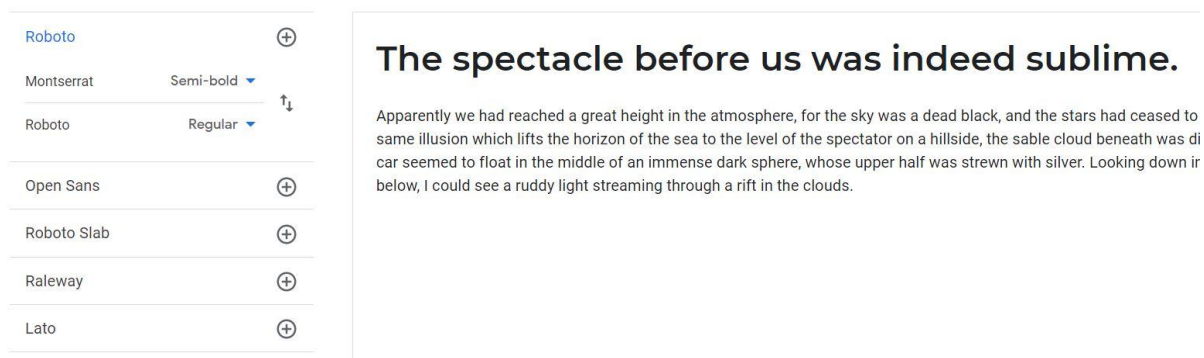 Roboto
Montserrat Semi-bold
Roboto Regular
Open Sans
Roboto Slab
Raleway
Lato
The spectacle before us was indeed sublime.
Apparently we had reached a great height in the atmosphere, for the sky was a dead black, and the stars had ceased to
same illusion which lifts the horizon of the sea to the level of the spectator on a hillside, the sable cloud beneath was di
car seemed to float in the middle of an immense dark sphere, whose upper half was strewn with silver. Looking down in
below, I could see a ruddy light streaming through a rift in the clouds.